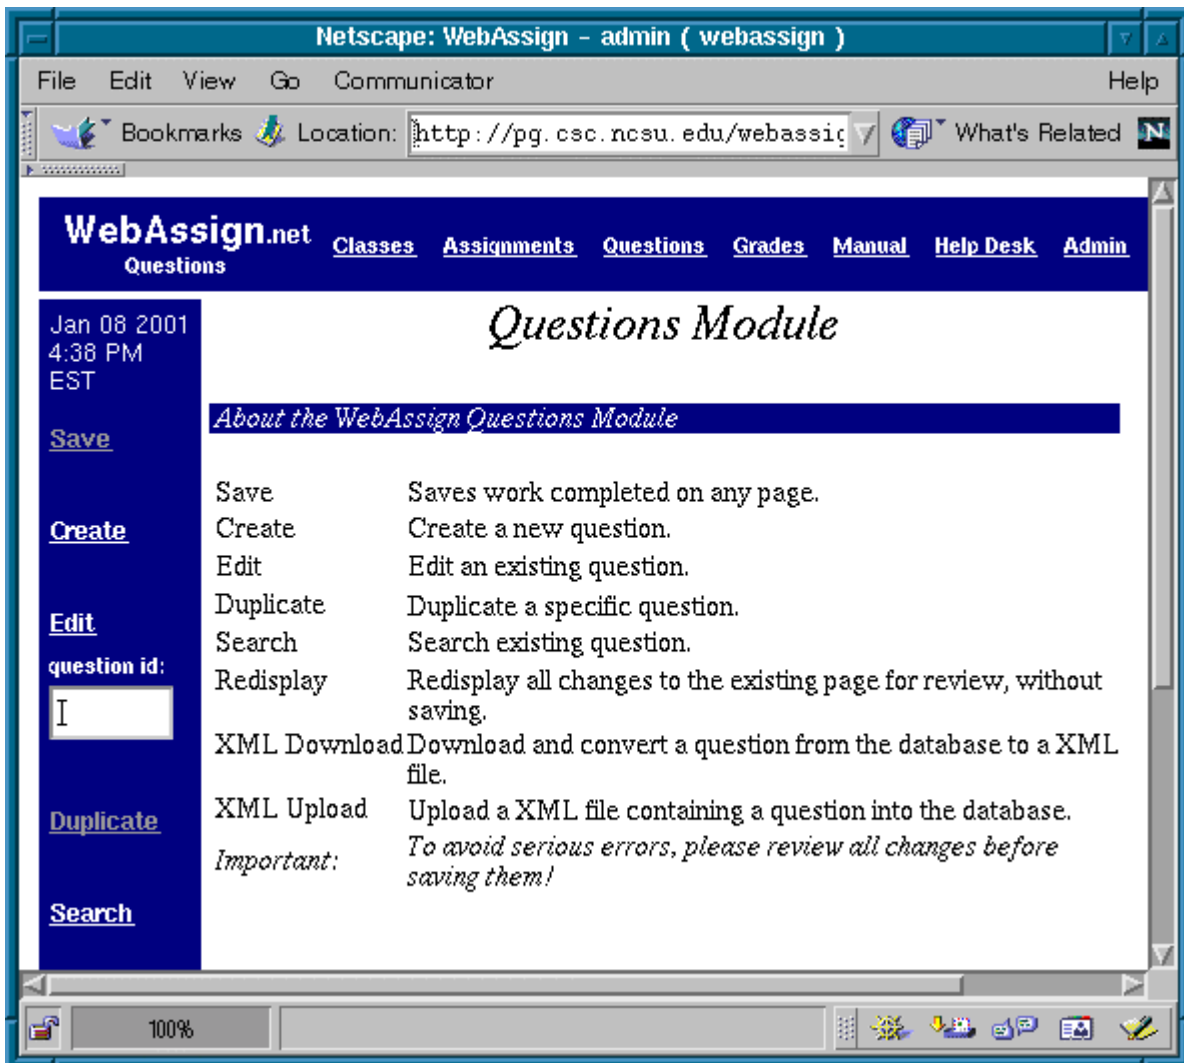 Netscape: WebAssign - admin ( webassign )
File Edit View Go Communicator Help
Bookmarks Location: http://pg.csc.ncsu.edu/webassig What's Related N
WebAssign.net Classes Assignments Questions Grades Manual Help Desk Admin
Questions
Jan 08 2001
4:38 PM
EST
Save
Create
Edit
question id:
Duplicate
Search
Questions Module
About the WebAssign Questions Module
Save Saves work completed on any page.
Create Create a new question.
Edit Edit an existing question.
Duplicate Duplicate a specific question.
Search Search existing question.
Redisplay Redisplay all changes to the existing page for review, without
saving.
XML Download Download and convert a question from the database to a XML
file.
XML Upload Upload a XML file containing a question into the database.
Important: To avoid serious errors, please review all changes before
saving them!
100%